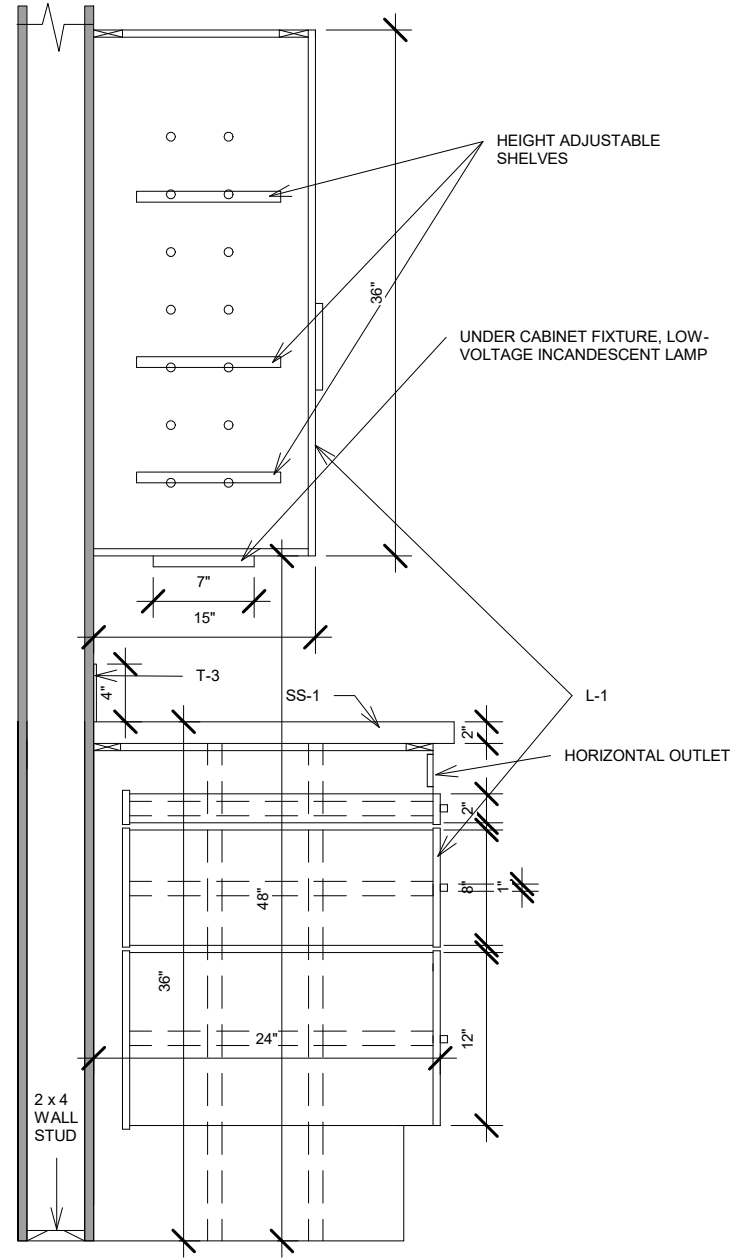 HEIGHT ADJUSTABLE
SHELVES
36"
UNDER CABINET FIXTURE, LOW-
VOLTAGE INCANDESCENT LAMP
7"
15"
T-3
4"
SS-1
L-1
2"
HORIZONTAL OUTLET
2"
8"
1"
48"
36"
24"
12"
2 x 4
WALL
STUD